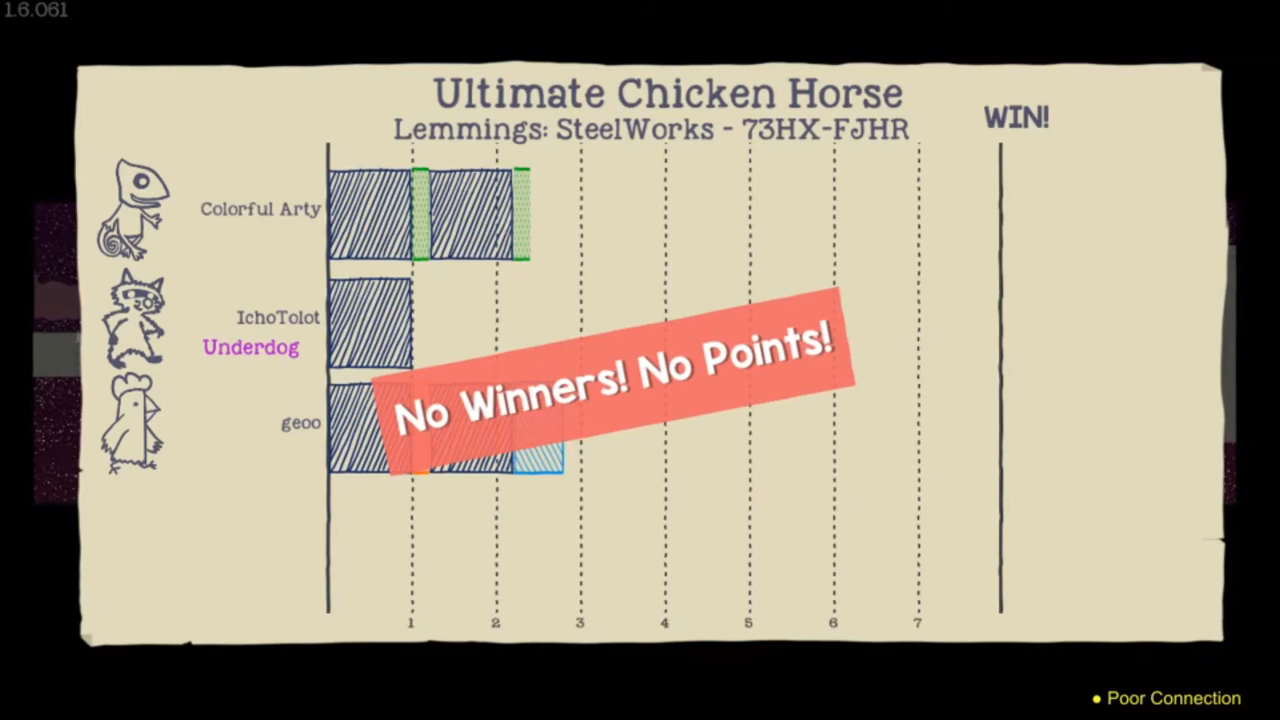 1.6.061
Ultimate Chicken Horse
Lemmings: SteelWorks - 73HX-FJHR
WIN!
Colorful Arty
IchoTolot
Underdog
No Winners! No Points!
geoo
1 2 3 4 5 6 7
● Poor Connection